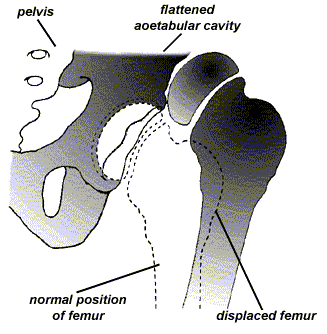 pelvis
flattened
aoetabular cavity
normal position
of femur
displaced femur